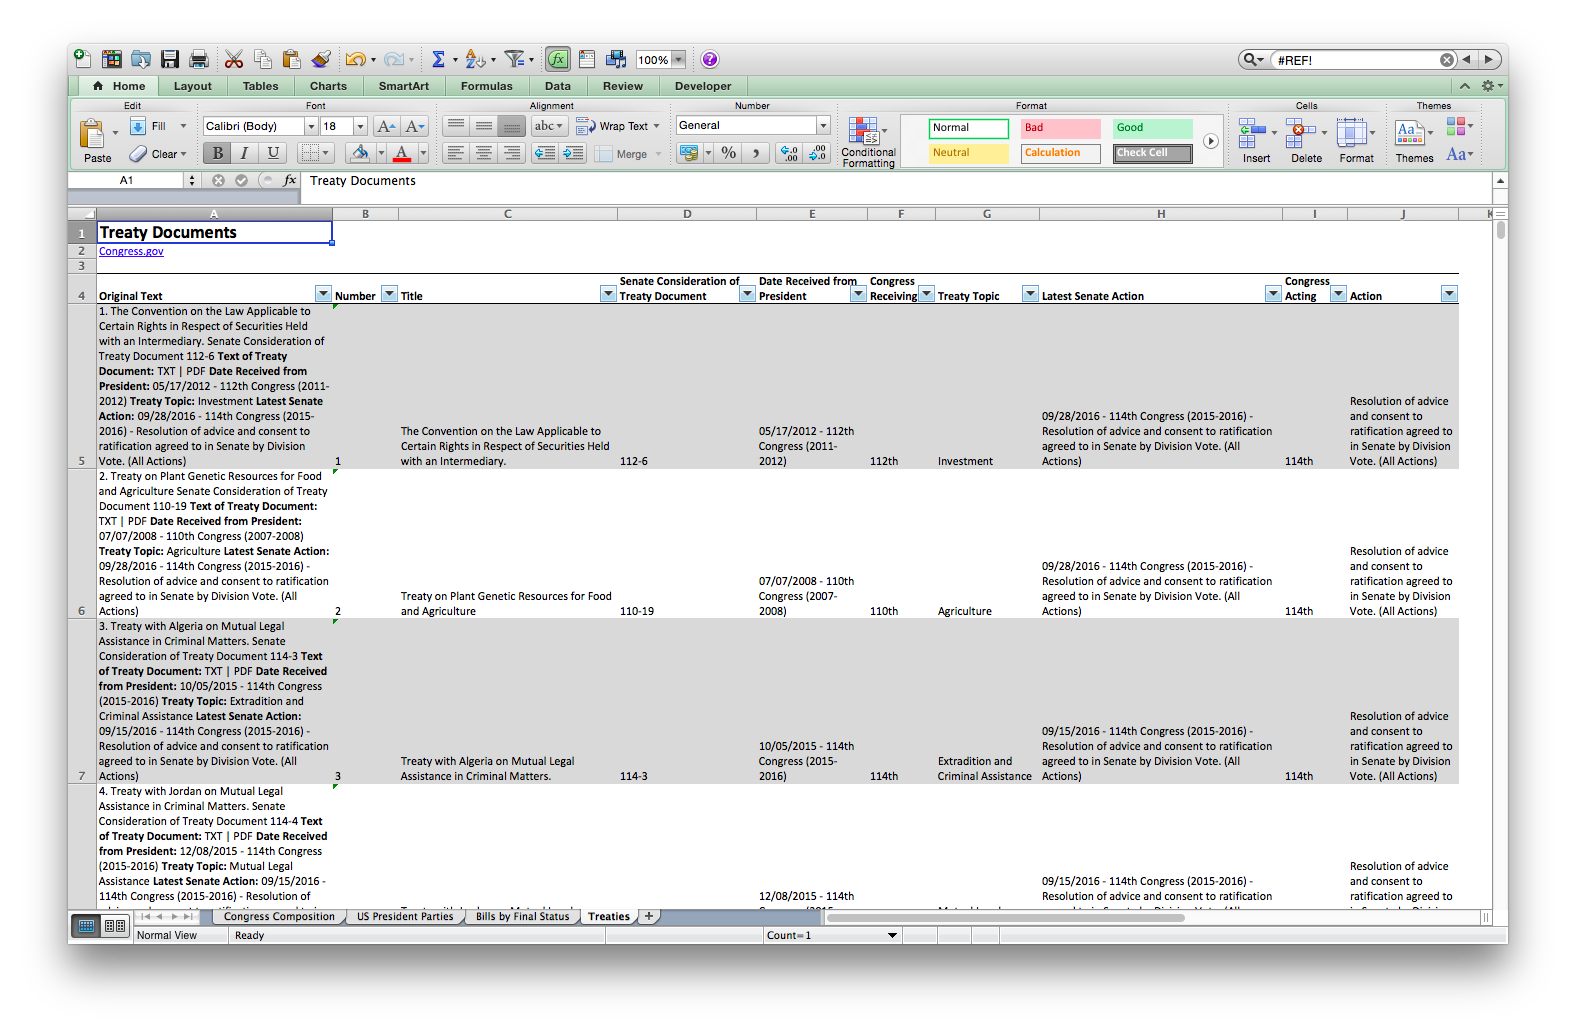 100%
#REF!
Home Layout Tables Charts SmartArt Formulas Data Review Developer
Edit Font Alignment Number Format Cells Themes
Fill Calibri (Body) 18 A A abc Wrap Text General Normal Bad Good
Paste Clear B I U A Merge % Conditional Formatting Neutral Calculation Check Cell Insert Delete Format Themes Aa
A1 fx Treaty Documents
A B C D E F G H I J K
1 Treaty Documents
2 Congress.gov
3
Senate Consideration of Date Received from Congress Congress
4 Original Text Number Title Treaty Document President Receiving Treaty Topic Latest Senate Action Acting Action
1. The Convention on the Law Applicable to
Certain Rights in Respect of Securities Held
with an Intermediary. Senate Consideration of
Treaty Document 112-6 Text of Treaty
Document: TXT | PDF Date Received from
President: 05/17/2012 - 112th Congress (2011-
2012) Treaty Topic: Investment Latest Senate Resolution of advice
Action: 09/28/2016 - 114th Congress (2015- 09/28/2016 - 114th Congress (2015-2016) - and consent to
2016) - Resolution of advice and consent to The Convention on the Law Applicable to 05/17/2012 - 112th Resolution of advice and consent to ratification ratification agreed to
ratification agreed to in Senate by Division Certain Rights in Respect of Securities Held Congress (2011- agreed to in Senate by Division Vote. (All in Senate by Division
5 Vote. (All Actions) 1 with an Intermediary. 112-6 2012) 112th Investment Actions) 114th Vote. (All Actions)
2. Treaty on Plant Genetic Resources for Food
and Agriculture Senate Consideration of Treaty
Document 110-19 Text of Treaty Document:
TXT | PDF Date Received from President:
07/07/2008 - 110th Congress (2007-2008)
Treaty Topic: Agriculture Latest Senate Action: Resolution of advice
09/28/2016 - 114th Congress (2015-2016) - 09/28/2016 - 114th Congress (2015-2016) - and consent to
Resolution of advice and consent to ratification 07/07/2008 - 110th Resolution of advice and consent to ratification ratification agreed to
agreed to in Senate by Division Vote. (All Treaty on Plant Genetic Resources for Food Congress (2007- agreed to in Senate by Division Vote. (All in Senate by Division
6 Actions) 2 and Agriculture 110-19 2008) 110th Agriculture Actions) 114th Vote. (All Actions)
3. Treaty with Algeria on Mutual Legal
Assistance in Criminal Matters. Senate
Consideration of Treaty Document 114-3 Text
of Treaty Document: TXT | PDF Date Received
from President: 10/05/2015 - 114th Congress
(2015-2016) Treaty Topic: Extradition and
Criminal Assistance Latest Senate Action: Resolution of advice
09/15/2016 - 114th Congress (2015-2016) - 09/15/2016 - 114th Congress (2015-2016) - and consent to
Resolution of advice and consent to ratification 10/05/2015 - 114th Resolution of advice and consent to ratification ratification agreed to
agreed to in Senate by Division Vote. (All Treaty with Algeria on Mutual Legal Congress (2015- Extradition and agreed to in Senate by Division Vote. (All in Senate by Division
7 Actions) 3 Assistance in Criminal Matters. 114-3 2016) 114th Criminal Assistance Actions) 114th Vote. (All Actions)
4. Treaty with Jordan on Mutual Legal
Assistance in Criminal Matters. Senate
Consideration of Treaty Document 114-4 Text
of Treaty Document: TXT | PDF Date Received
from President: 12/08/2015 - 114th Congress
(2015-2016) Treaty Topic: Mutual Legal Resolution of advice
Assistance Latest Senate Action: 09/15/2016 - 09/15/2016 - 114th Congress (2015-2016) - and consent to
114th Congress (2015-2016) - Resolution of 12/08/2015 - 114th Resolution of advice and consent to ratification ratification agreed to
Congress Composition US President Parties Bills by Final Status Treaties +
Normal View Ready Count=1